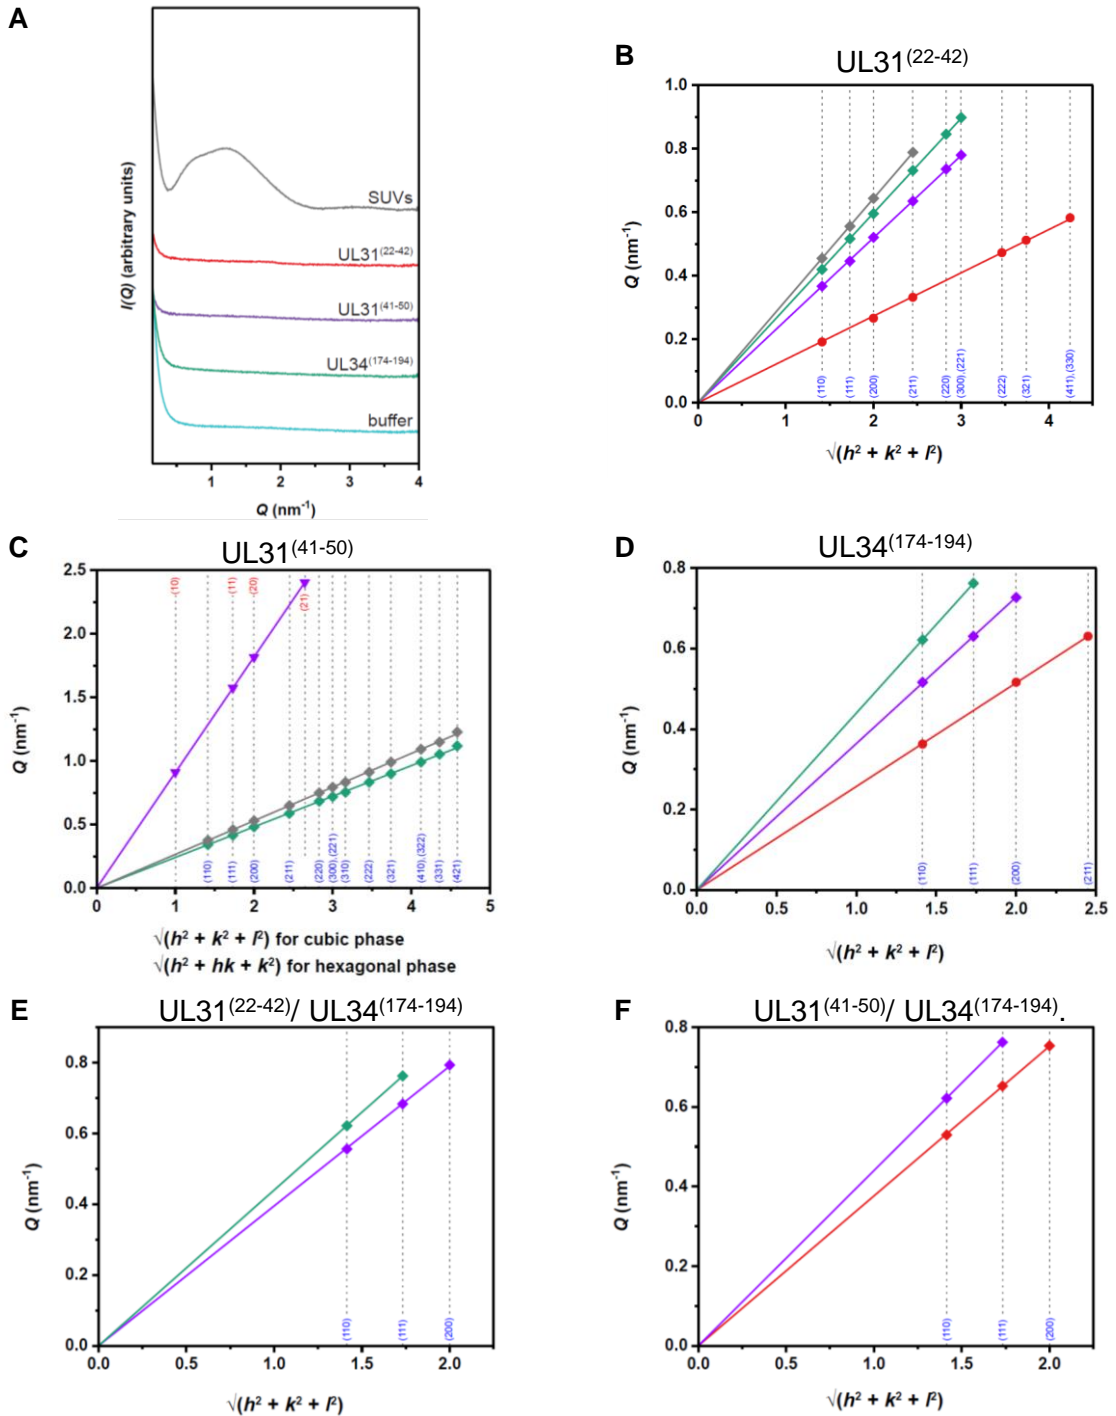 A
I(Q) (arbitrary units)
SUVs
UL31(22-42)
UL31(41-50)
UL34(174-194)
buffer
1 2 3 4
Q (nm-1)
B
UL31(22-42)
Q (nm-1)
1.0
0.8
0.6
0.4
0.2
0.0
(110) (111) (200) (211) (220) (300),(221) (222) (321) (411),(330)
0 1 2 3 4
√(h2 + k2 + l2)
C
UL31(41-50)
Q (nm-1)
2.5
2.0
1.5
1.0
0.5
0.0
(10) (11) (20) (21)
(110) (111) (200) (211) (220) (300),(221) (310) (222) (321) (410),(322) (331) (421)
0 1 2 3 4 5
√(h2 + k2 + l2) for cubic phase
√(h2 + hk + k2) for hexagonal phase
D
UL34(174-194)
Q (nm-1)
0.8
0.6
0.4
0.2
0.0
(110) (111) (200) (211)
0.0 0.5 1.0 1.5 2.0 2.5
√(h2 + k2 + l2)
E
UL31(22-42)/ UL34(174-194)
Q (nm-1)
0.8
0.6
0.4
0.2
0.0
(110) (111) (200)
0.0 0.5 1.0 1.5 2.0
√(h2 + k2 + l2)
F
UL31(41-50)/ UL34(174-194).
Q (nm-1)
0.8
0.6
0.4
0.2
0.0
(110) (111) (200)
0.0 0.5 1.0 1.5 2.0
√(h2 + k2 + l2)